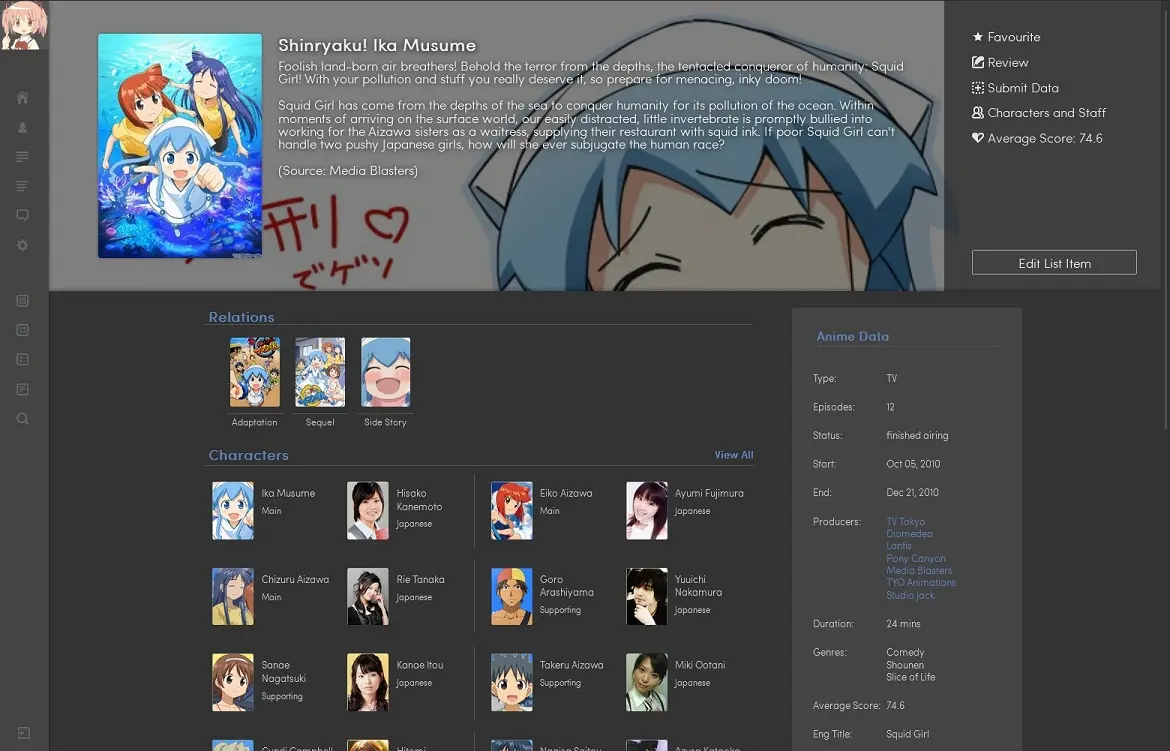 Shinryaku! Ika Musume
Foolish land-born air breathers! Behold the terror from the depths, the tentacled conqueror of humanity: Squid
Girl! With your pollution and stuff you really deserve it, so prepare for menacing, inky doom!
Squid Girl has come from the depths of the sea to conquer humanity for its pollution of the ocean. Within
moments of arriving on the surface world, our easily distracted, little invertebrate is promptly bullied into
working for the Aizawa sisters as a waitress, supplying their restaurant with squid ink. If poor Squid Girl can't
handle two pushy Japanese girls, how will she ever subjugate the human race?
(Source: Media Blasters)
でゲソ
Favourite
Review
Submit Data
Characters and Staff
Average Score: 74.6
Edit List Item
Relations
Adaptation
Sequel
Side Story
Characters
View All
Ika Musume
Main
Hisako
Kanemoto
Japanese
Eiko Aizawa
Main
Ayumi Fujimura
Japanese
Chizuru Aizawa
Main
Rie Tanaka
Japanese
Goro
Arashiyama
Supporting
Yuuichi
Nakamura
Japanese
Sanae
Nagatsuki
Supporting
Kanae Itou
Japanese
Takeru Aizawa
Supporting
Miki Ootani
Japanese
Cyndi Campbell
Hitomi
Nagisa Saitou
Azusa Kataoka
Anime Data
Type: TV
Episodes: 12
Status: finished airing
Start: Oct 05, 2010
End: Dec 21, 2010
Producers: TV Tokyo
Diomedea
Lantis
Pony Canyon
Media Blasters
TYO Animations
Studio Jack
Duration: 24 mins
Genres: Comedy
Shounen
Slice of Life
Average Score: 74.6
Eng Title: Squid Girl